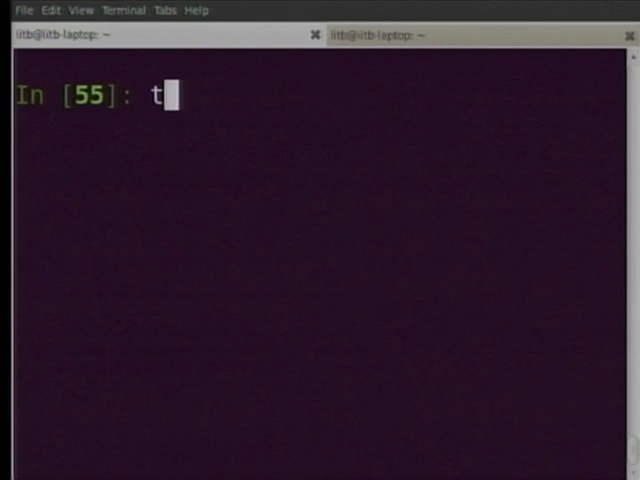 File Edit View Terminal Tabs Help
iitb@iitb-laptop: ~ iitb@iitb-laptop: ~
In [55]: t